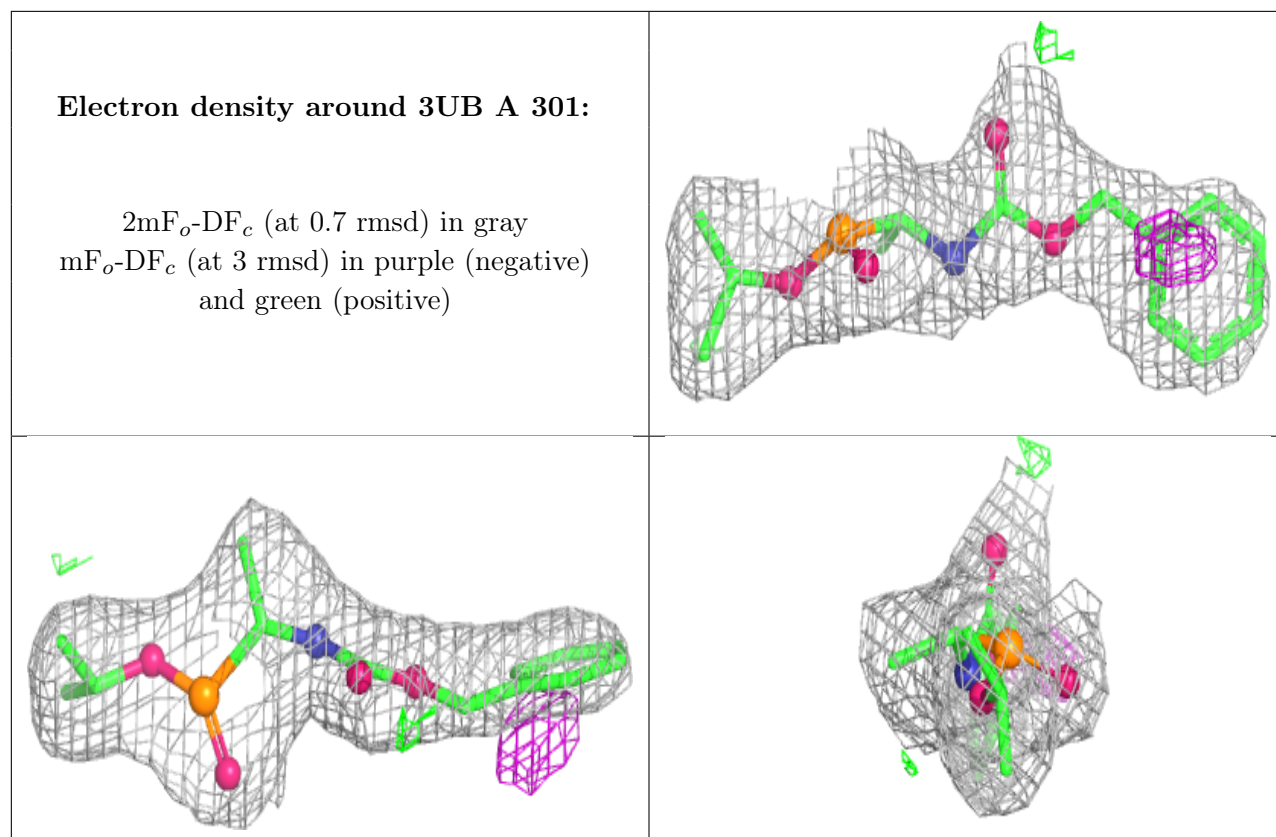 Electron density around 3UB A 301:
2mFₒ-DF𝒸 (at 0.7 rmsd) in gray
mFₒ-DF𝒸 (at 3 rmsd) in purple (negative)
and green (positive)